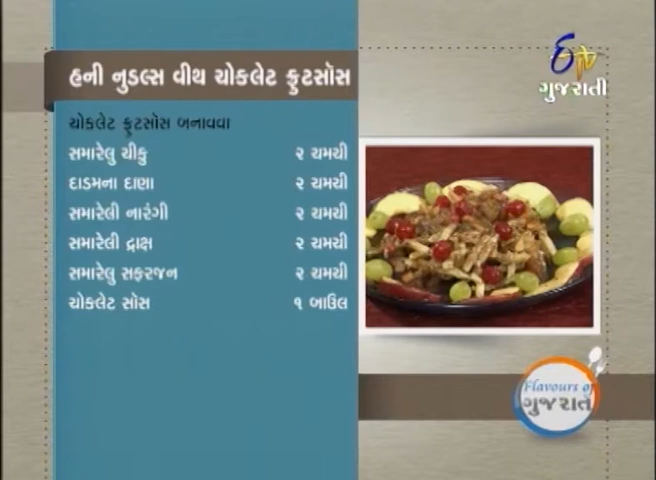 હની નુડલ્સ વીથ ચોકલેટ ફ્રુટસૉસ
etv
ગુજરાતી
ચોકલેટ ફ્રુટસૉસ બનાવવા
સમારેલુ ચીકુ ૨ ચમચી
દાડમના દાણા ૨ ચમચી
સમારેલી નારંગી ૨ ચમચી
સમારેલી દ્રાક્ષ ૨ ચમચી
સમારેલુ સફરજન ૨ ચમચી
ચોકલેટ સૉસ ૧ બાઉલ
Flavours of
ગુજરાત